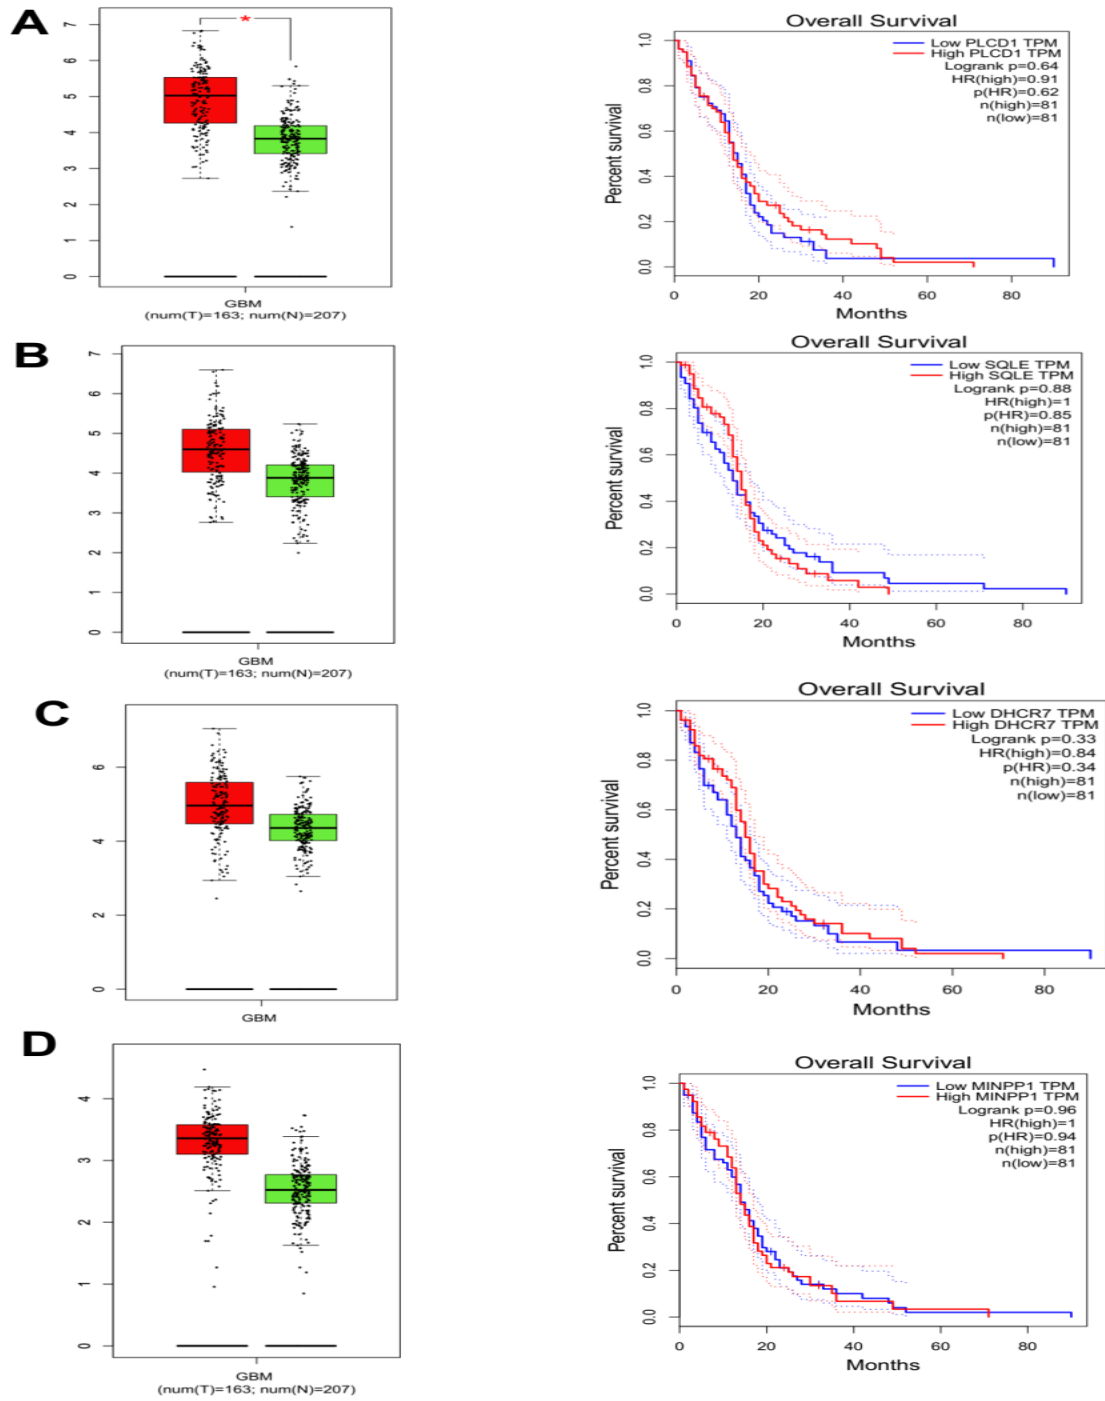 A
*
7
6
5
4
3
2
1
0
GBM
(num(T)=163; num(N)=207)
Overall Survival
Low PLCD1 TPM
High PLCD1 TPM
Logrank p=0.64
HR(high)=0.91
p(HR)=0.62
n(high)=81
n(low)=81
Percent survival
1.0
0.8
0.6
0.4
0.2
0.0
0 20 40 60 80
Months
B
7
6
5
4
3
2
1
0
GBM
(num(T)=163; num(N)=207)
Overall Survival
Low SQLE TPM
High SQLE TPM
Logrank p=0.88
HR(high)=1
p(HR)=0.85
n(high)=81
n(low)=81
Percent survival
1.0
0.8
0.6
0.4
0.2
0.0
0 20 40 60 80
Months
C
6
4
2
0
GBM
Overall Survival
Low DHCR7 TPM
High DHCR7 TPM
Logrank p=0.33
HR(high)=0.84
p(HR)=0.34
n(high)=81
n(low)=81
Percent survival
1.0
0.8
0.6
0.4
0.2
0.0
0 20 40 60 80
Months
D
4
3
2
1
0
GBM
(num(T)=163; num(N)=207)
Overall Survival
Low MINPP1 TPM
High MINPP1 TPM
Logrank p=0.96
HR(high)=1
p(HR)=0.94
n(high)=81
n(low)=81
Percent survival
1.0
0.8
0.6
0.4
0.2
0.0
0 20 40 60 80
Months